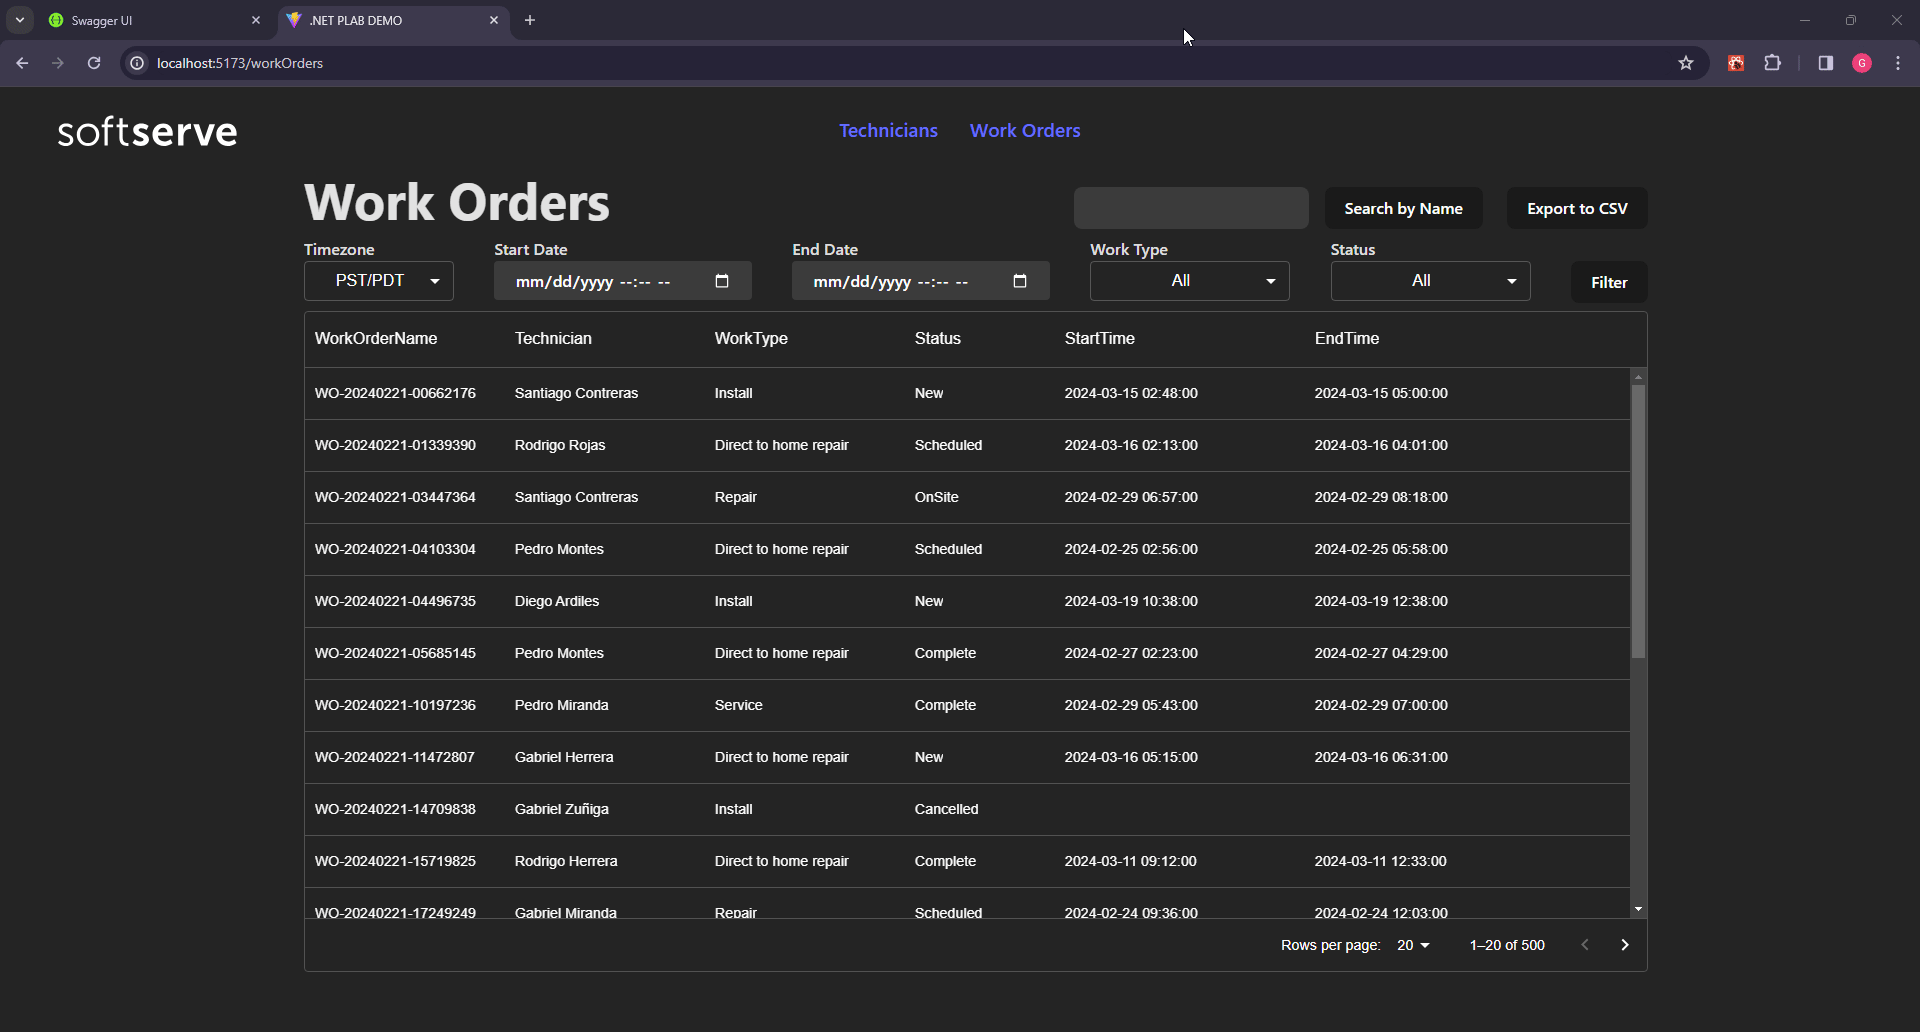 Swagger UI
.NET PLAB DEMO
localhost:5173/workOrders
G
softserve
Technicians Work Orders
Work Orders
Search by Name Export to CSV
Timezone Start Date End Date Work Type Status
PST/PDT mm/dd/yyyy --:-- -- mm/dd/yyyy --:-- -- All All Filter
WorkOrderName Technician WorkType Status StartTime EndTime
WO-20240221-00662176 Santiago Contreras Install New 2024-03-15 02:48:00 2024-03-15 05:00:00
WO-20240221-01339390 Rodrigo Rojas Direct to home repair Scheduled 2024-03-16 02:13:00 2024-03-16 04:01:00
WO-20240221-03447364 Santiago Contreras Repair OnSite 2024-02-29 06:57:00 2024-02-29 08:18:00
WO-20240221-04103304 Pedro Montes Direct to home repair Scheduled 2024-02-25 02:56:00 2024-02-25 05:58:00
WO-20240221-04496735 Diego Ardiles Install New 2024-03-19 10:38:00 2024-03-19 12:38:00
WO-20240221-05685145 Pedro Montes Direct to home repair Complete 2024-02-27 02:23:00 2024-02-27 04:29:00
WO-20240221-10197236 Pedro Miranda Service Complete 2024-02-29 05:43:00 2024-02-29 07:00:00
WO-20240221-11472807 Gabriel Herrera Direct to home repair New 2024-03-16 05:15:00 2024-03-16 06:31:00
WO-20240221-14709838 Gabriel Zuñiga Install Cancelled
WO-20240221-15719825 Rodrigo Herrera Direct to home repair Complete 2024-03-11 09:12:00 2024-03-11 12:33:00
WO-20240221-17249249 Gabriel Miranda Repair Scheduled 2024-02-24 09:36:00 2024-02-24 12:03:00
Rows per page: 20 1–20 of 500